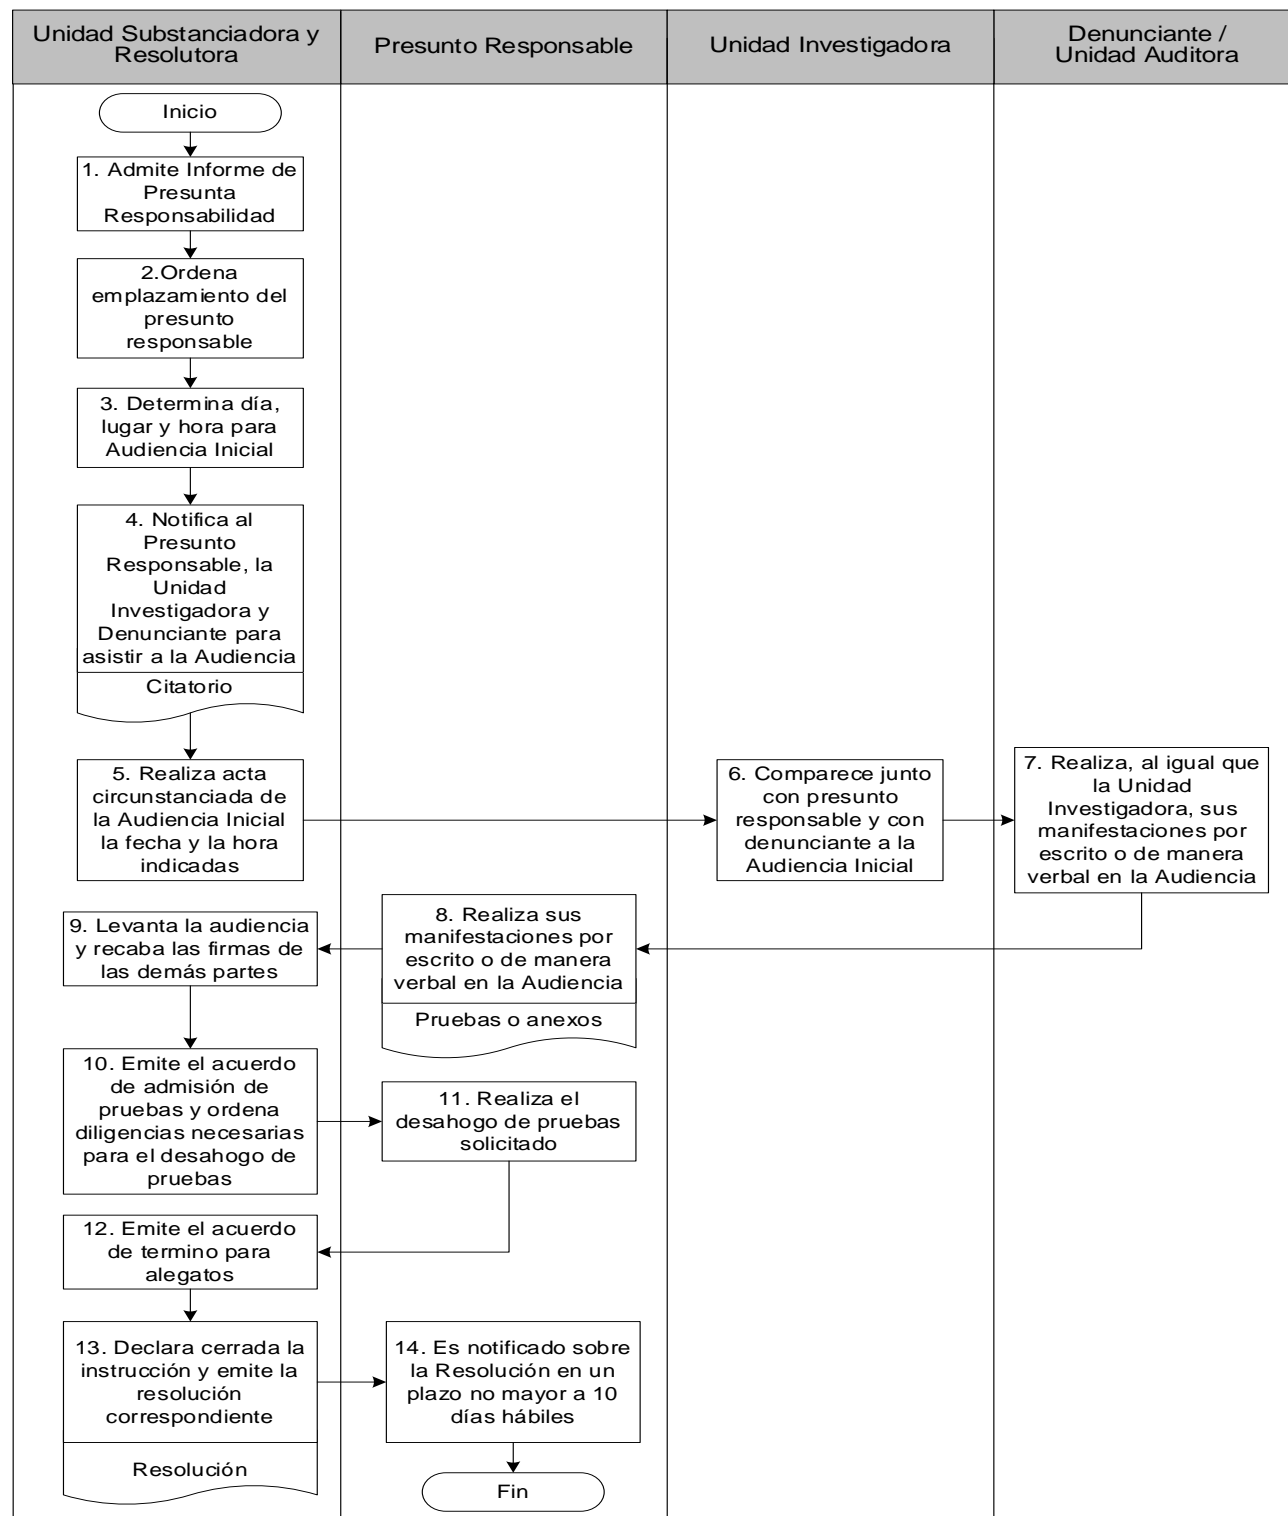 Unidad Substanciadora y
Resolutora
Presunto Responsable
Unidad Investigadora
Denunciante /
Unidad Auditora
Inicio
1. Admite Informe de
Presunta
Responsabilidad
2.Ordena
emplazamiento del
presunto
responsable
3. Determina día,
lugar y hora para
Audiencia Inicial
4. Notifica al
Presunto
Responsable, la
Unidad
Investigadora y
Denunciante para
asistir a la Audiencia
Citatorio
5. Realiza acta
circunstanciada de
la Audiencia Inicial
la fecha y la hora
indicadas
6. Comparece junto
con presunto
responsable y con
denunciante a la
Audiencia Inicial
7. Realiza, al igual que
la Unidad
Investigadora, sus
manifestaciones por
escrito o de manera
verbal en la Audiencia
8. Realiza sus
manifestaciones por
escrito o de manera
verbal en la Audiencia
Pruebas o anexos
9. Levanta la audiencia
y recaba las firmas de
las demás partes
10. Emite el acuerdo
de admisión de
pruebas y ordena
diligencias necesarias
para el desahogo de
pruebas
11. Realiza el
desahogo de pruebas
solicitado
12. Emite el acuerdo
de termino para
alegatos
13. Declara cerrada la
instrucción y emite la
resolución
correspondiente
Resolución
14. Es notificado sobre
la Resolución en un
plazo no mayor a 10
días hábiles
Fin